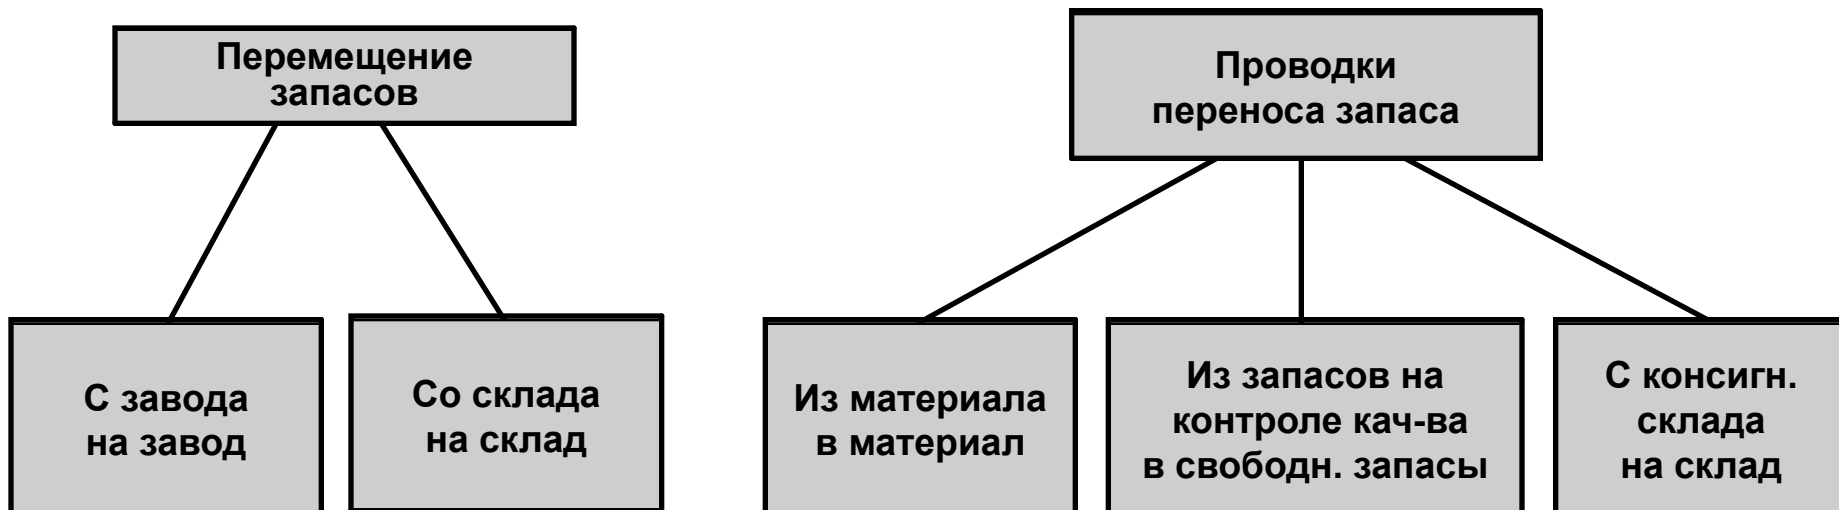 Перемещение
запасов
Проводки
переноса запаса
С завода
на завод
Со склада
на склад
Из материала
в материал
Из запасов на
контроле кач-ва
в свободн. запасы
С консигн.
склада
на склад